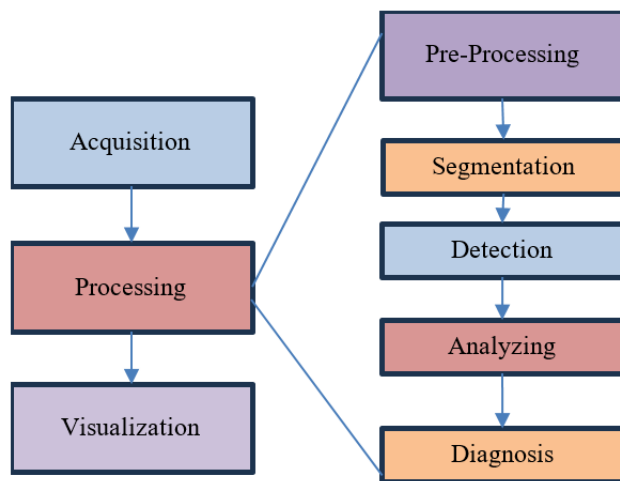 Acquisition
Processing
Visualization
Pre-Processing
Segmentation
Detection
Analyzing
Diagnosis